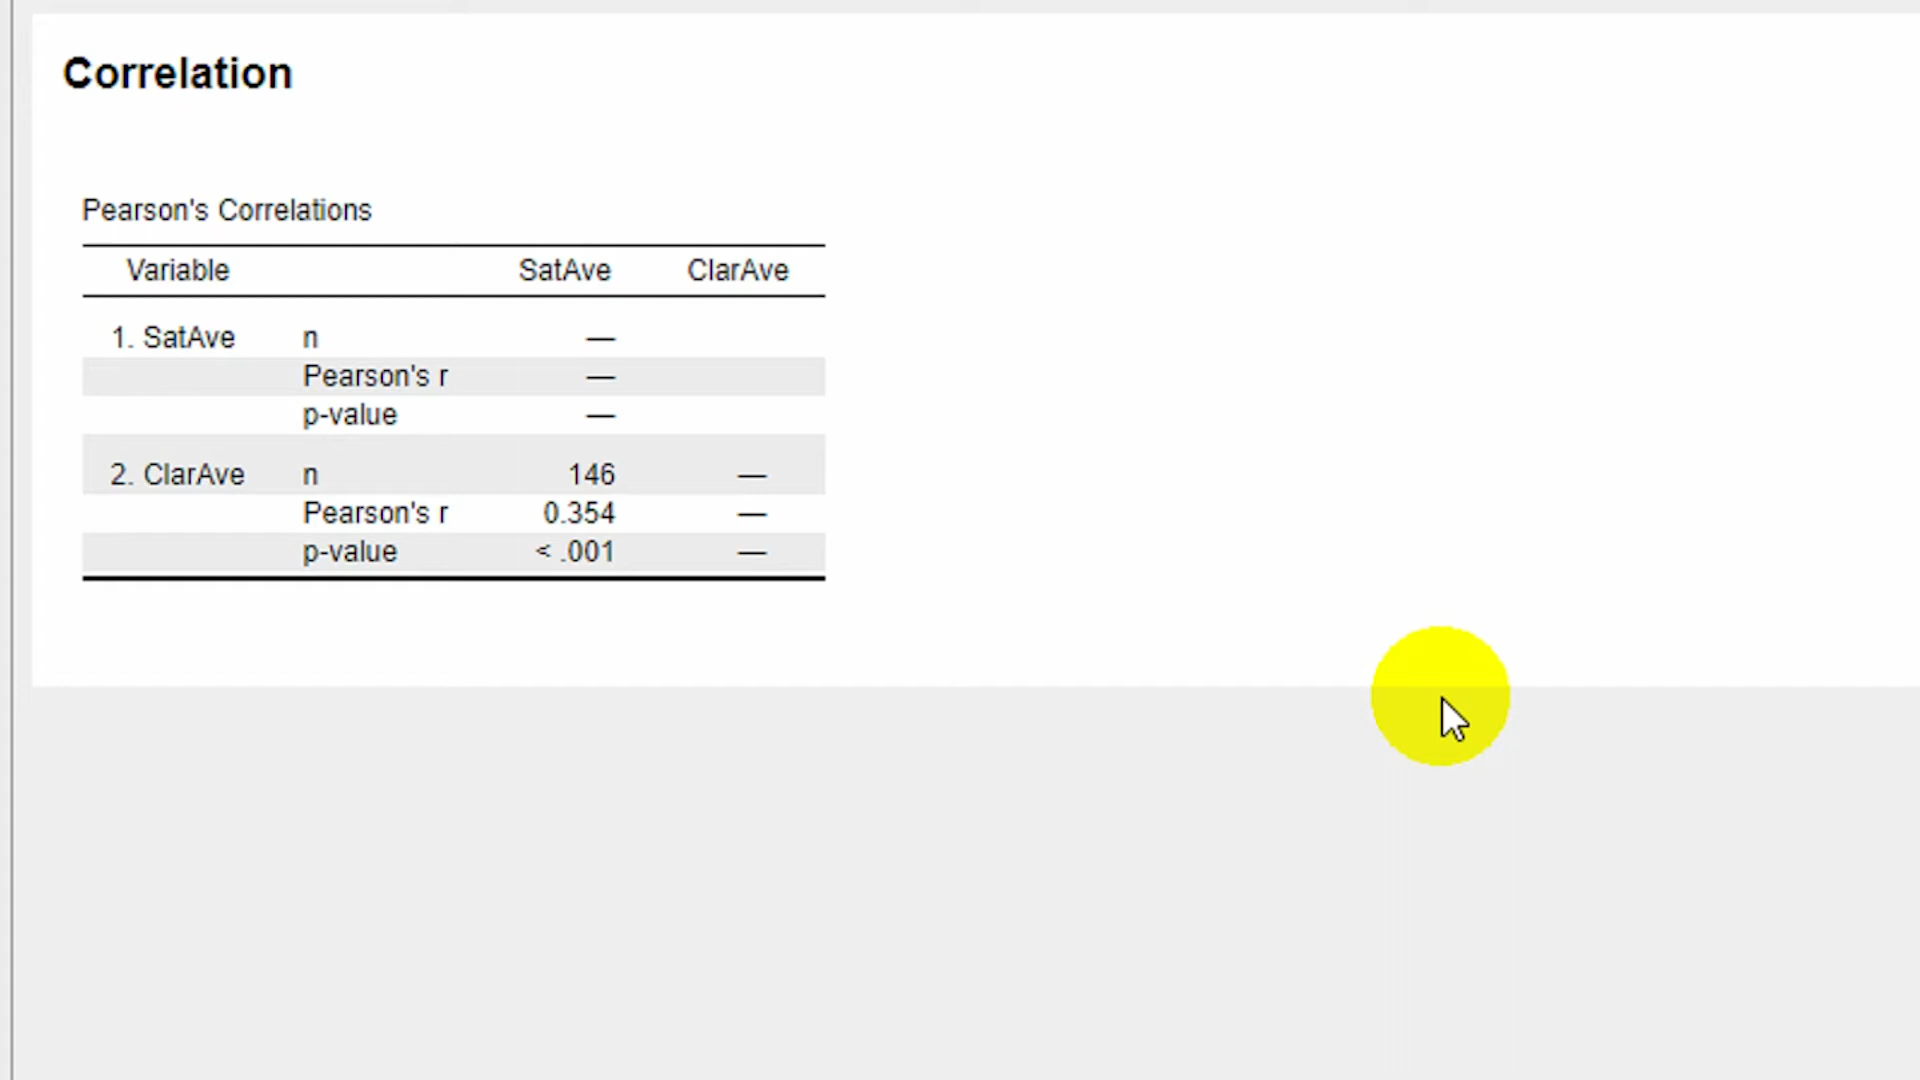 Correlation
Pearson's Correlations
Variable SatAve ClarAve
1. SatAve n —
Pearson's r —
p-value —
2. ClarAve n 146 —
Pearson's r 0.354 —
p-value < .001 —